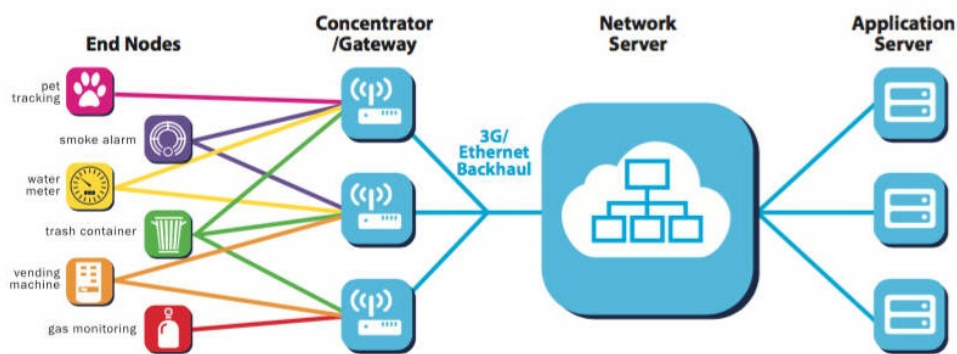 End Nodes
Concentrator
/Gateway
Network
Server
Application
Server
pet
tracking
smoke alarm
water
meter
trash container
vending
machine
gas monitoring
3G/
Ethernet
Backhaul